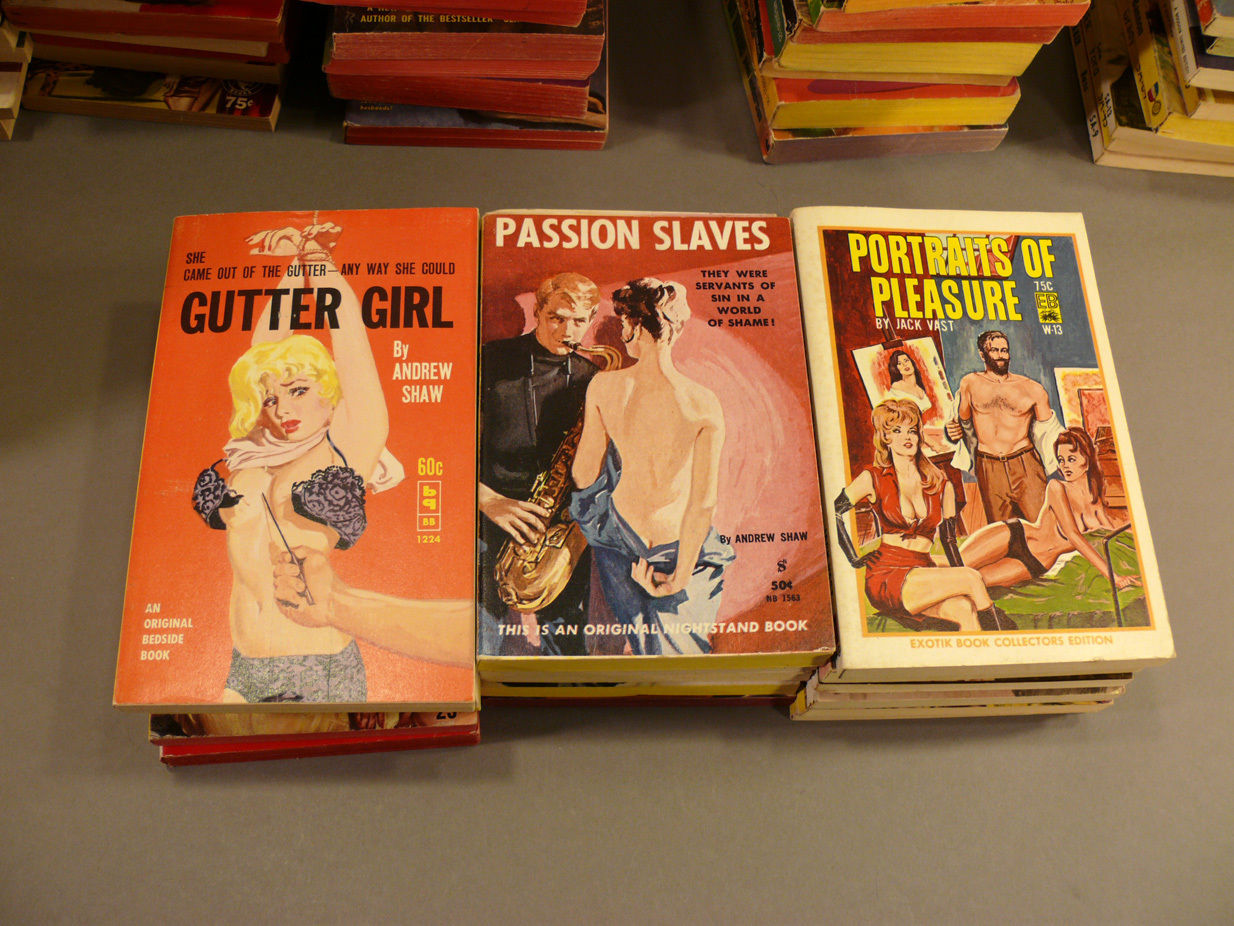 AUTHOR OF THE BESTSELLER
75¢
SHE
CAME OUT OF THE GUTTER—ANY WAY SHE COULD
GUTTER GIRL
By
ANDREW
SHAW
60c
BB
1224
AN
ORIGINAL
BEDSIDE
BOOK
PASSION SLAVES
THEY WERE
SERVANTS OF
SIN IN A
WORLD
OF SHAME!
By ANDREW SHAW
50¢
NB 1563
THIS IS AN ORIGINAL NIGHTSTAND BOOK
PORTRAITS OF
PLEASURE
75C
EB
W-13
BY JACK VAST
EXOTIK BOOK COLLECTORS EDITION